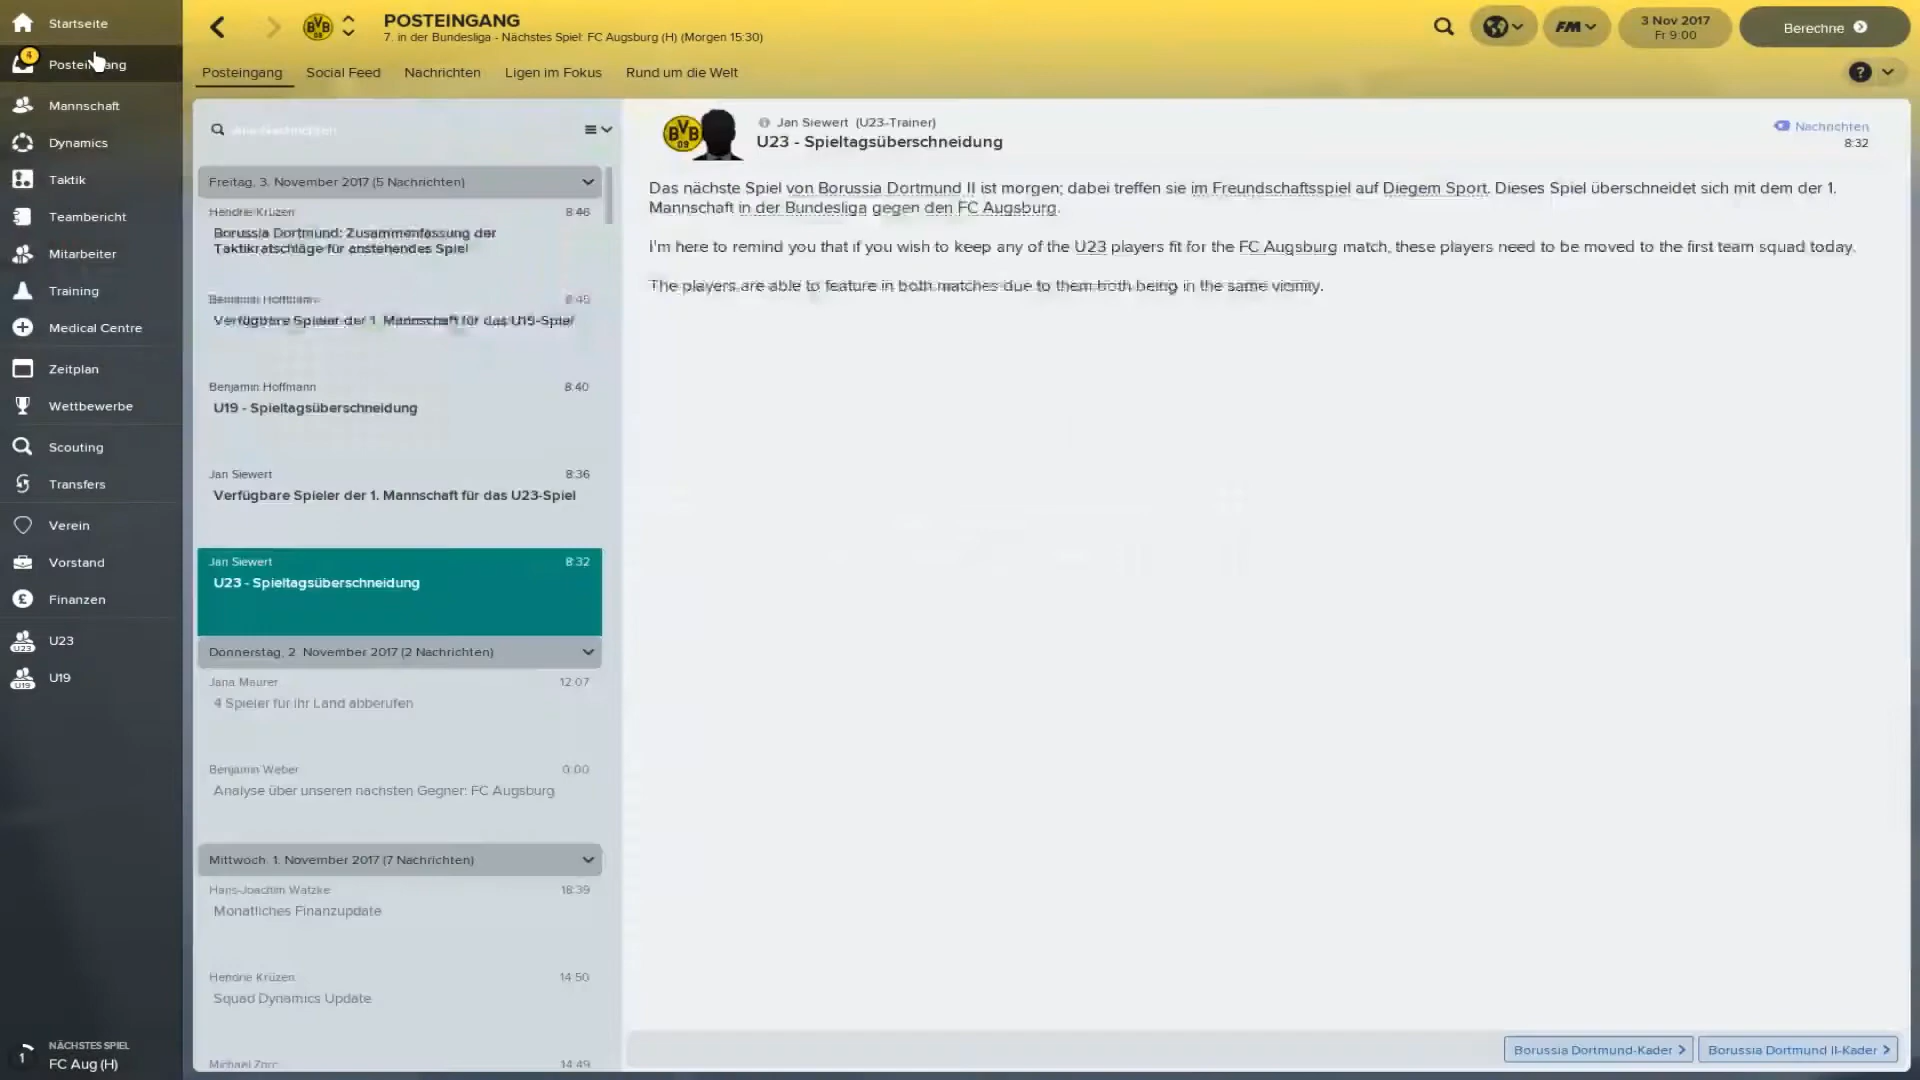 Startseite
4
Posteingang
Mannschaft
Dynamics
Taktik
Teambericht
Mitarbeiter
Training
Medical Centre
Zeitplan
Wettbewerbe
Scouting
Transfers
Verein
Vorstand
Finanzen
U23
U19
1
NÄCHSTES SPIEL
FC Aug (H)
POSTEINGANG
7. in der Bundesliga - Nächstes Spiel: FC Augsburg (H) (Morgen 15:30)
FM
3 Nov 2017
Fr 9:00
Berechne
Posteingang Social Feed Nachrichten Ligen im Fokus Rund um die Welt
?
Freitag, 3. November 2017 (5 Nachrichten)
Hendrie Krüzen 8:46
Borussia Dortmund: Zusammenfassung der
Taktikratschläge für anstehendes Spiel
Benjamin Hoffmann 8:45
Verfügbare Spieler der 1. Mannschaft für das U19-Spiel
Benjamin Hoffmann 8:40
U19 - Spieltagsüberschneidung
Jan Siewert 8:36
Verfügbare Spieler der 1. Mannschaft für das U23-Spiel
Jan Siewert 8:32
U23 - Spieltagsüberschneidung
Donnerstag, 2. November 2017 (2 Nachrichten)
Jana Maurer 12:07
4 Spieler für ihr Land abberufen
Benjamin Weber 0:00
Analyse über unseren nächsten Gegner: FC Augsburg
Mittwoch, 1. November 2017 (7 Nachrichten)
Hans-Joachim Watzke 18:39
Monatliches Finanzupdate
Hendrie Krüzen 14:50
Squad Dynamics Update
Michael Zorc 14:49
BVB 09
Jan Siewert (U23-Trainer)
U23 - Spieltagsüberschneidung
Nachrichten
8:32
Das nächste Spiel von Borussia Dortmund II ist morgen; dabei treffen sie im Freundschaftsspiel auf Diegem Sport. Dieses Spiel überschneidet sich mit dem der 1.
Mannschaft in der Bundesliga gegen den FC Augsburg.
I'm here to remind you that if you wish to keep any of the U23 players fit for the FC Augsburg match, these players need to be moved to the first team squad today.
The players are able to feature in both matches due to them both being in the same vicinity.
Borussia Dortmund-Kader
Borussia Dortmund II-Kader